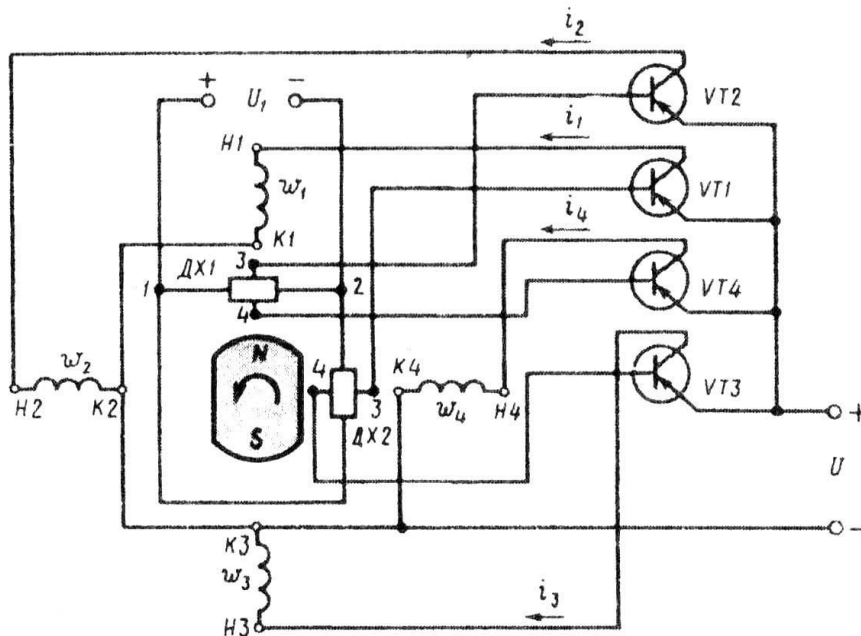 i₂
+ U₁ −
VT2
H1
i₁
w₁
VT1
K1
i₄
3
ДХ1
1
2
4
VT4
N
S
w₂
H2
K2
4
3
ДХ2
K4
w₄
H4
VT3
+
U
−
K3
w₃
H3
i₃